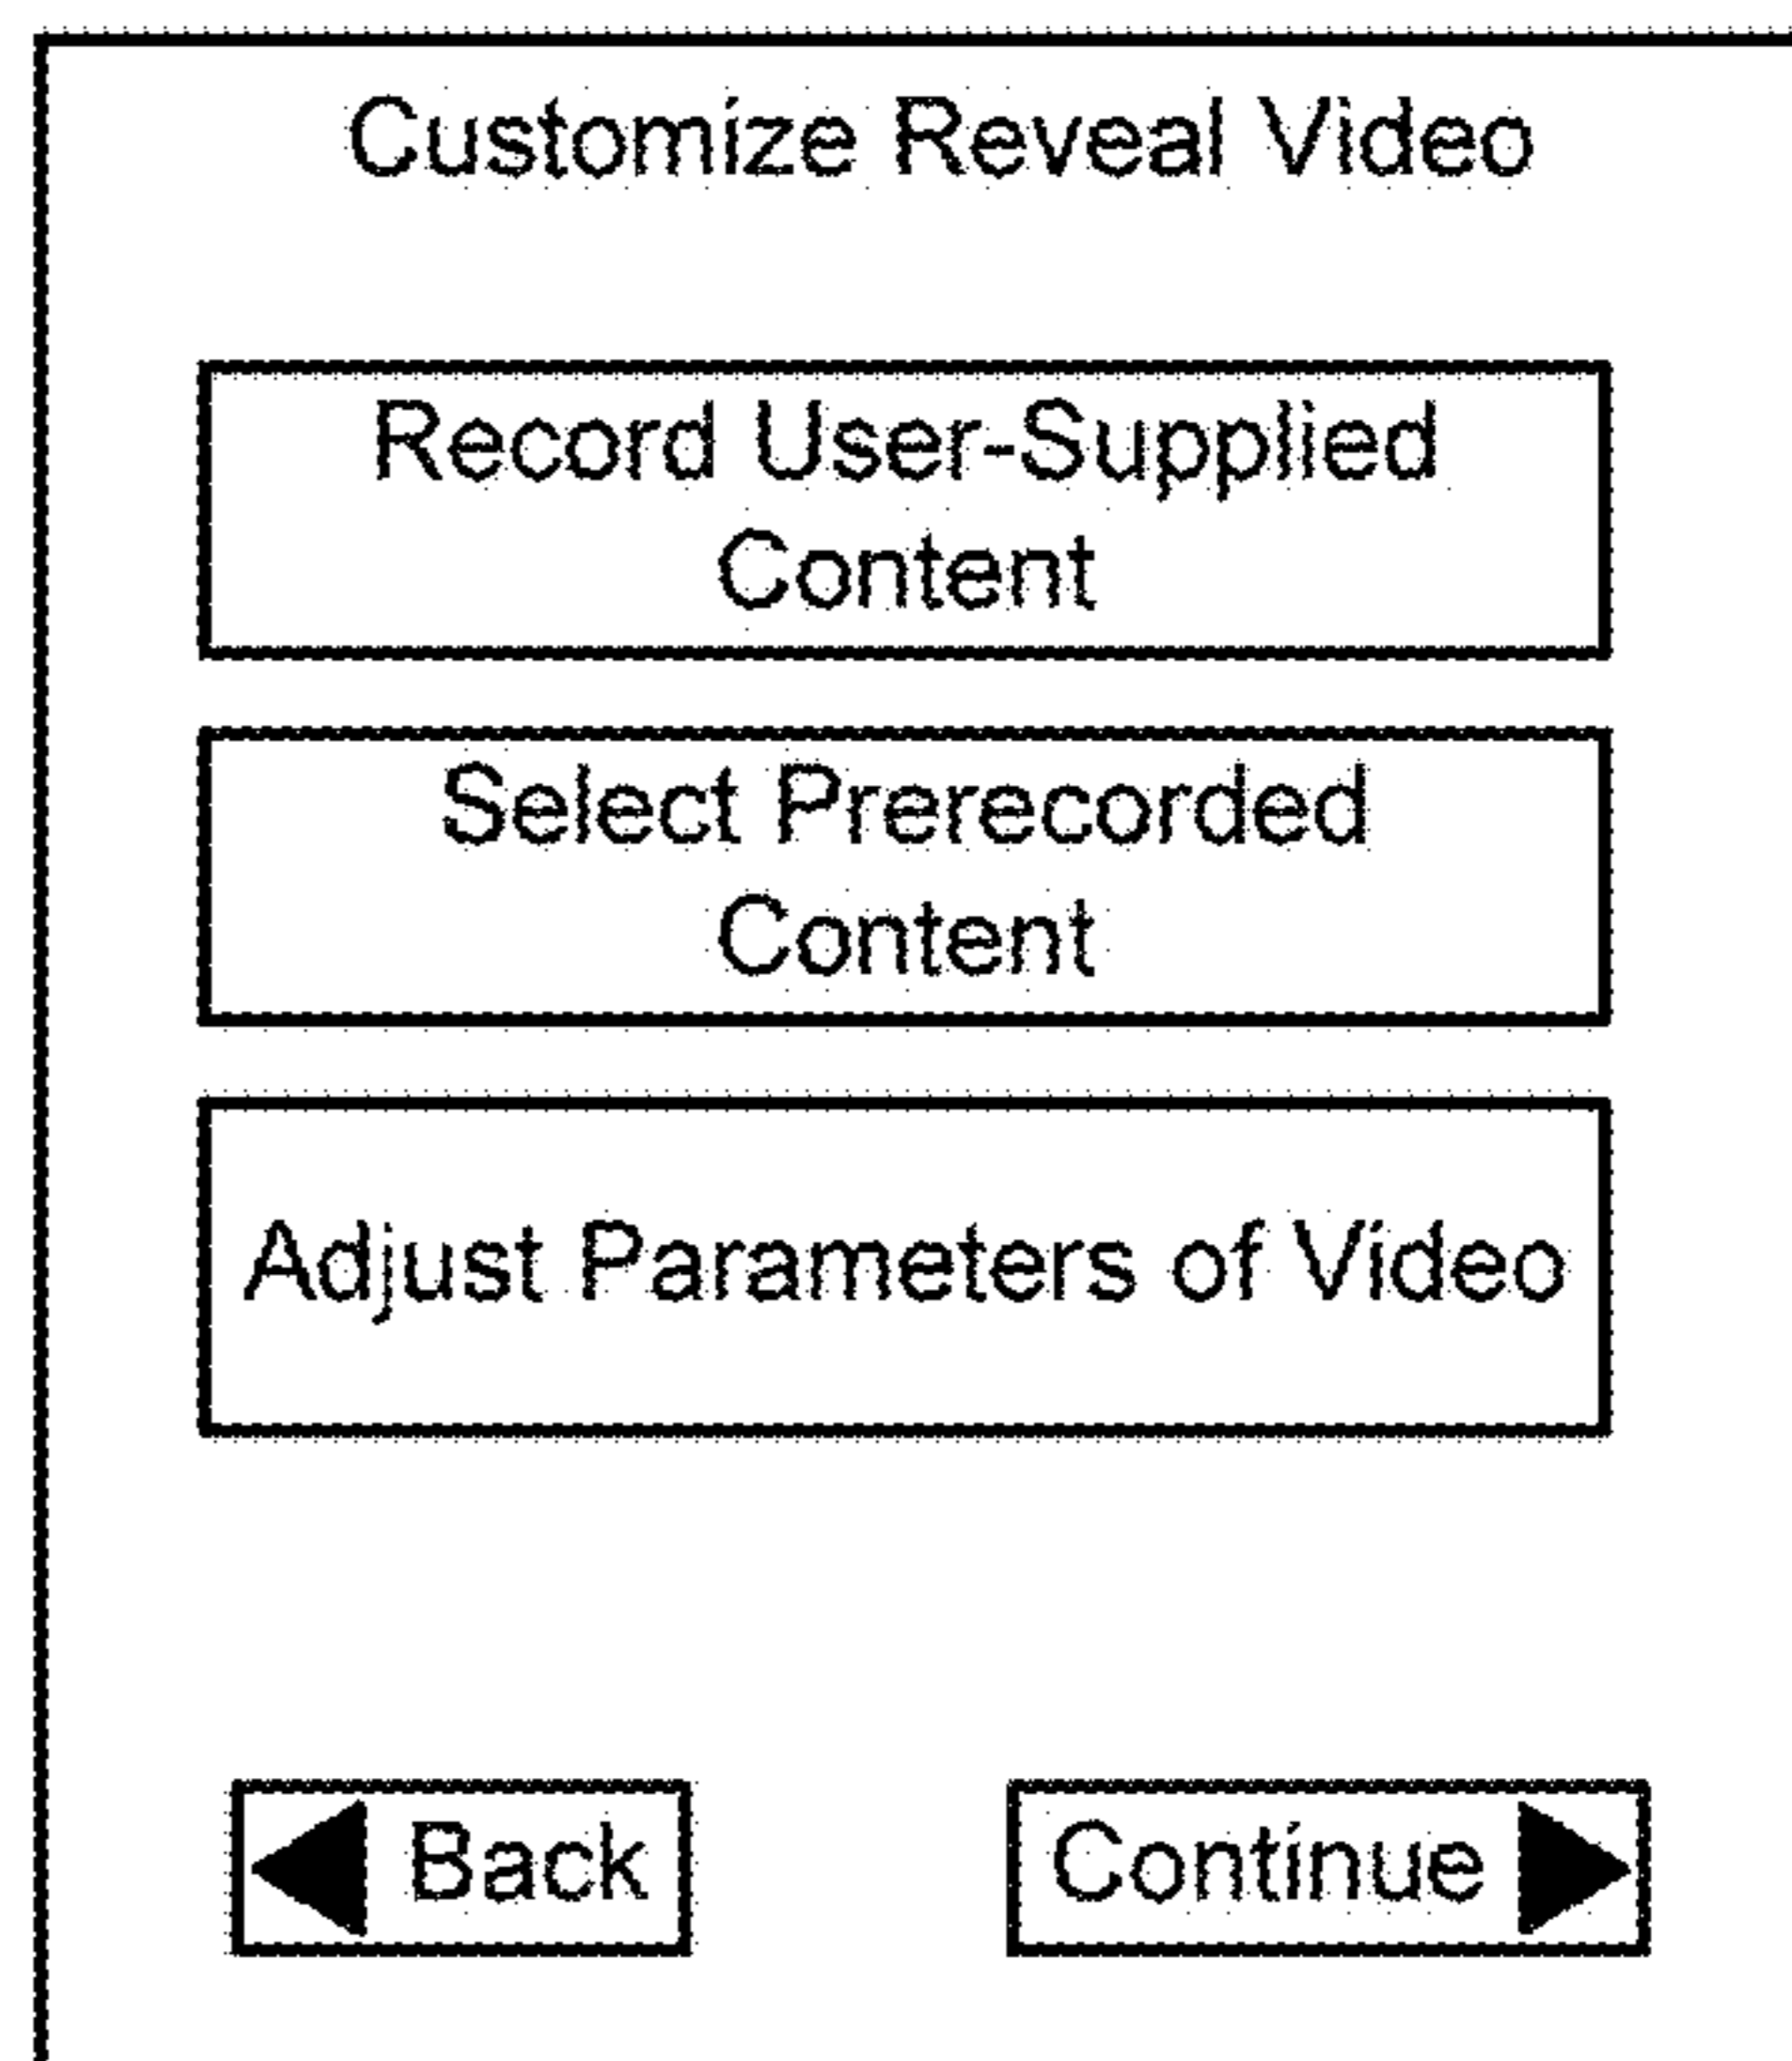 Customize Reveal Video
Record User-Supplied
Content
Select Prerecorded
Content
Adjust Parameters of Video
Back
Continue